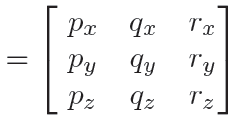 = [ p_x q_x r_x
p_y q_y r_y
p_z q_z r_z ]